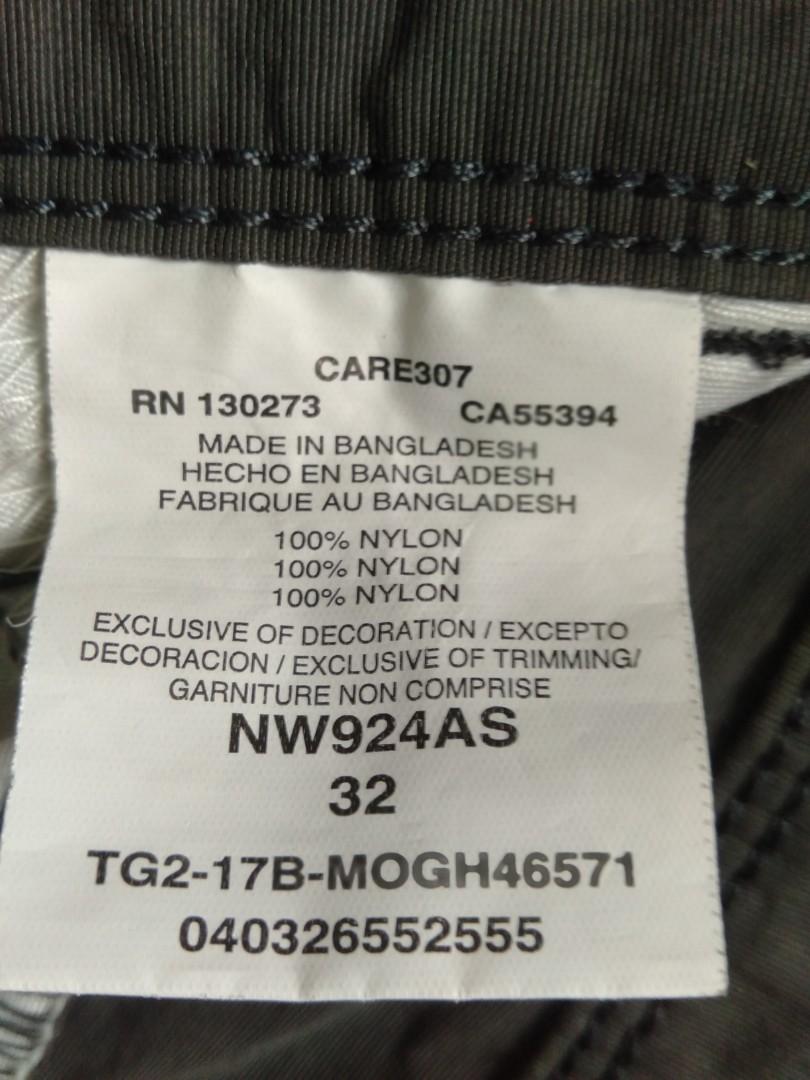 CARE307
RN 130273 CA55394
MADE IN BANGLADESH
HECHO EN BANGLADESH
FABRIQUE AU BANGLADESH
100% NYLON
100% NYLON
100% NYLON
EXCLUSIVE OF DECORATION / EXCEPTO
DECORACION / EXCLUSIVE OF TRIMMING/
GARNITURE NON COMPRISE
NW924AS
32
TG2-17B-MOGH46571
040326552555